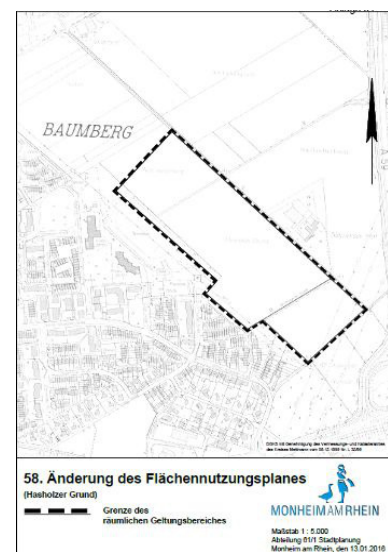 BAUMBERG
A 59
58. Änderung des Flächennutzungsplanes
(Hasholzer Grund)
Grenze des
räumlichen Geltungsbereiches
MONHEIM AM RHEIN
Maßstab 1 : 5.000
Abteilung 61/1 Stadtplanung
Monheim am Rhein, den 13.01.2016